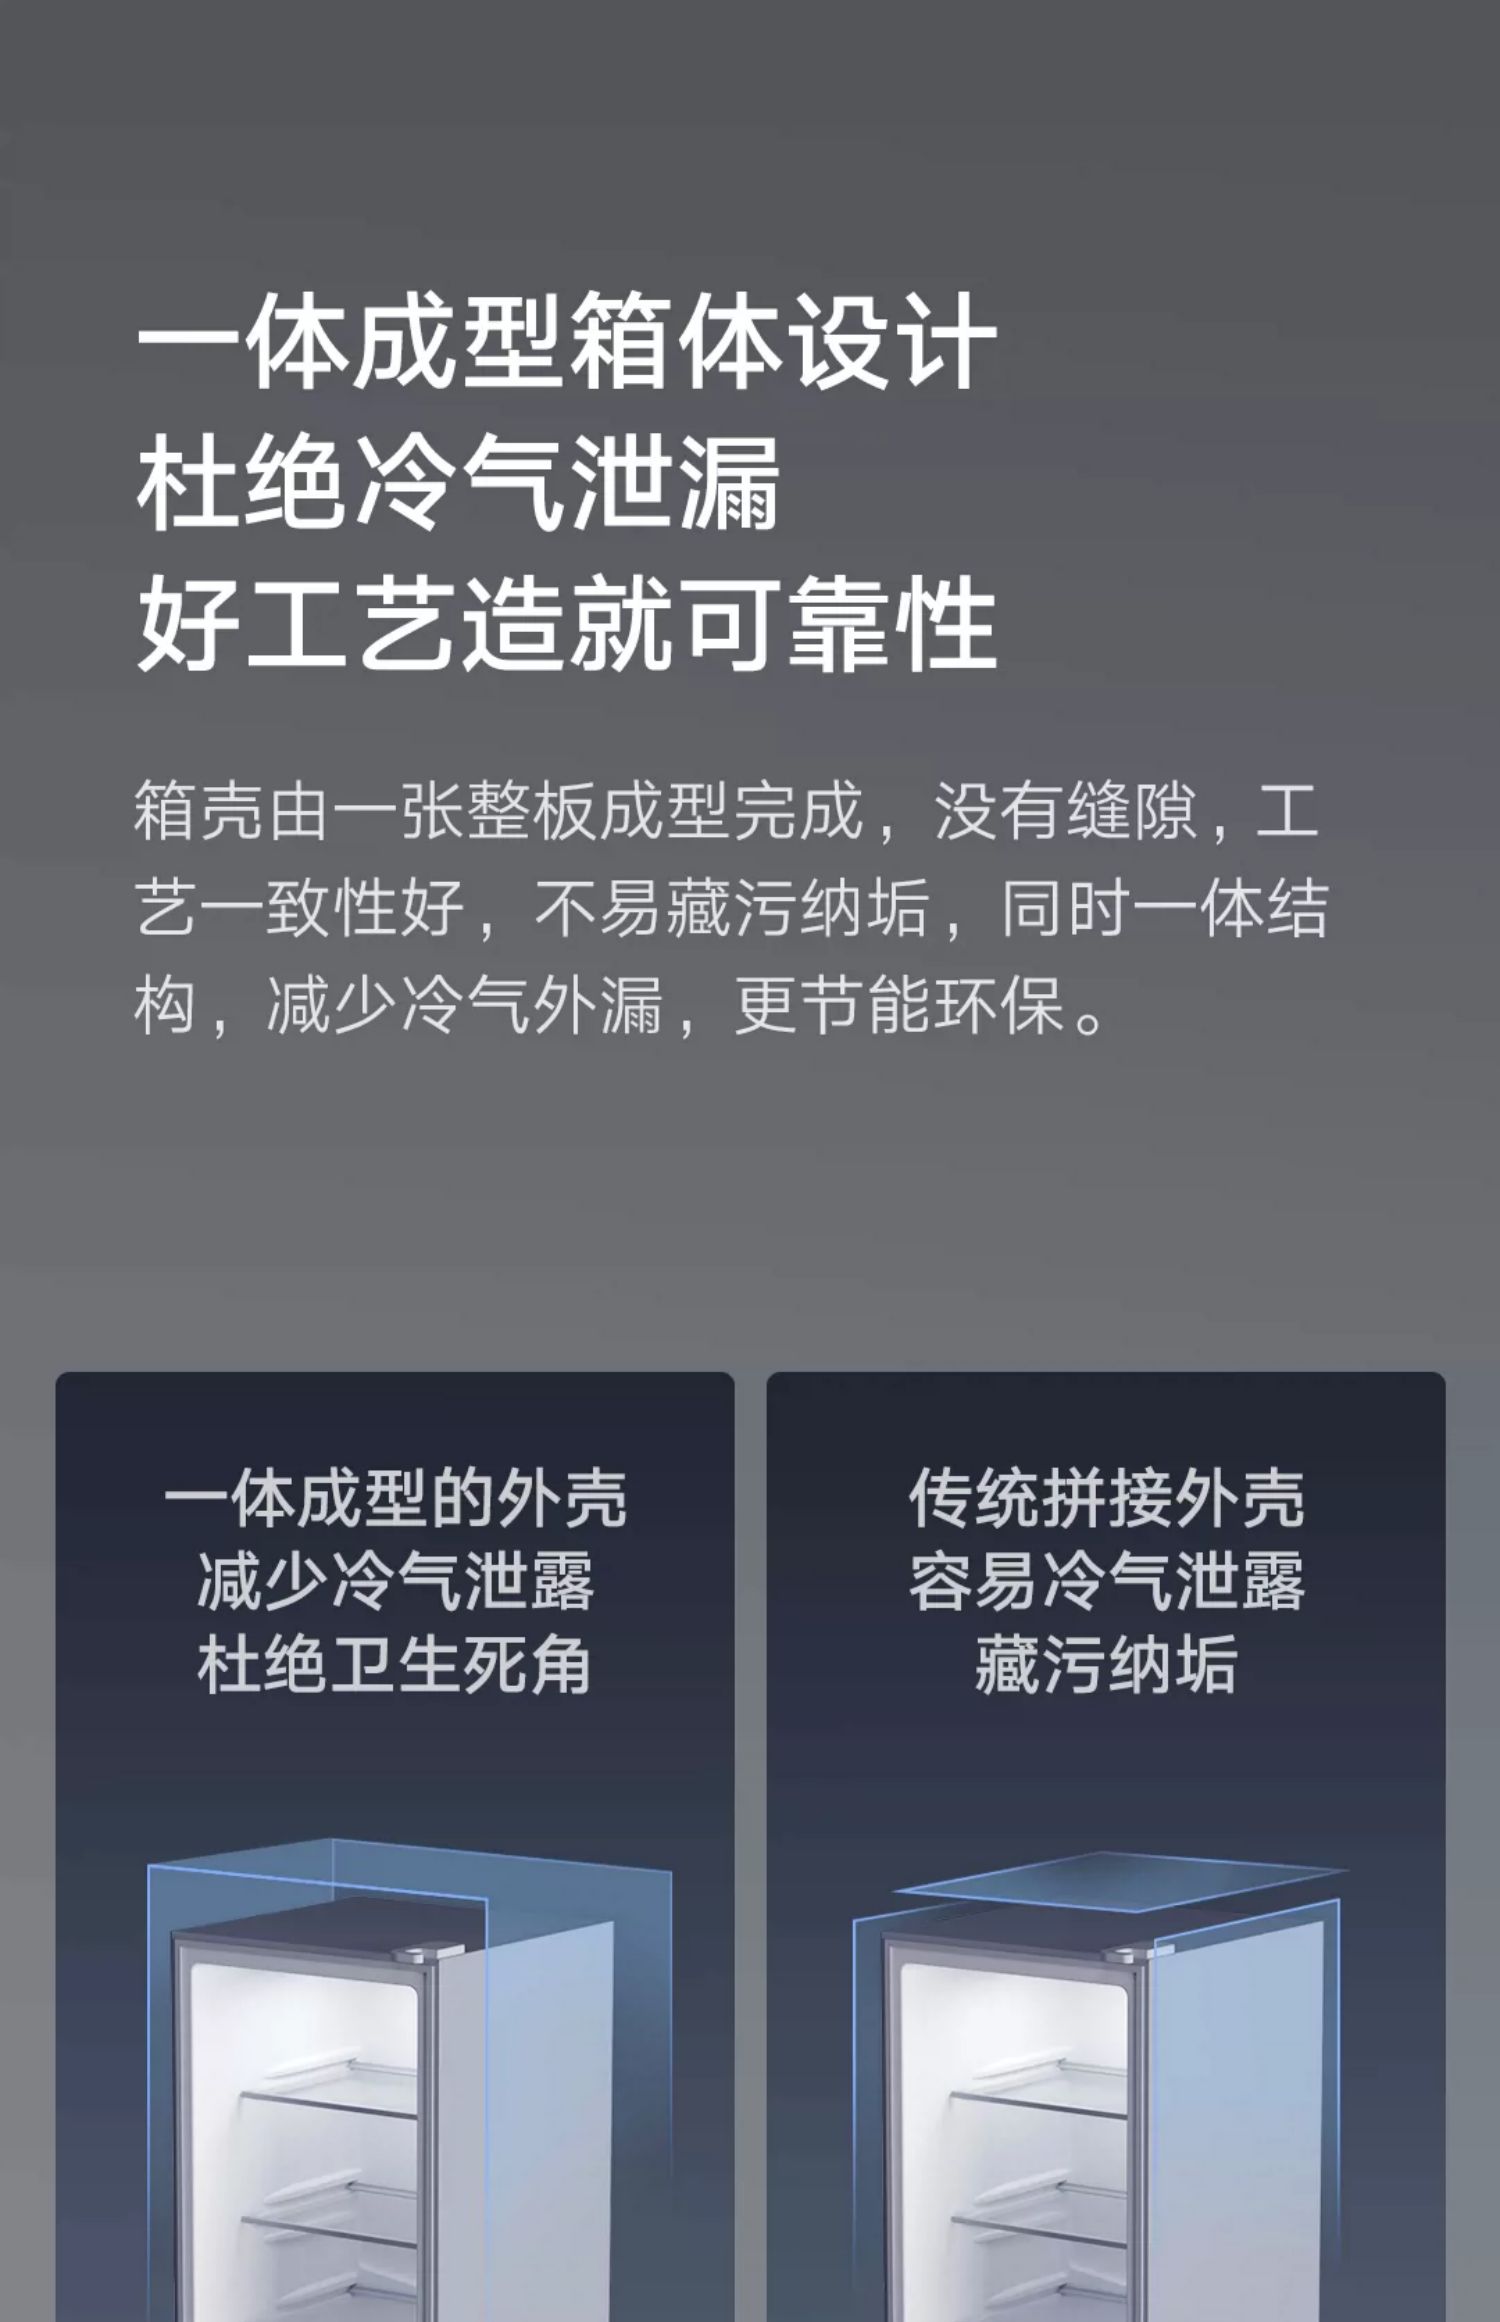 一体成型箱体设计
杜绝冷气泄漏
好工艺造就可靠性
箱壳由一张整板成型完成，没有缝隙，工
艺一致性好，不易藏污纳垢，同时一体结
构，减少冷气外漏，更节能环保。
一体成型的外壳
减少冷气泄露
杜绝卫生死角
传统拼接外壳
容易冷气泄露
藏污纳垢